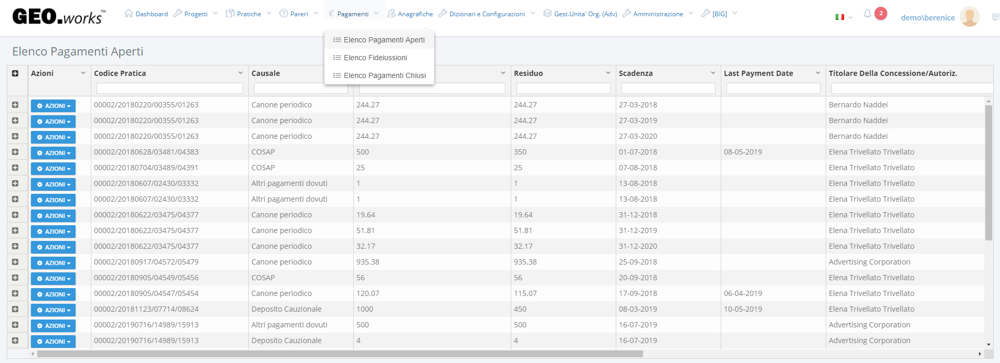 GEO.works™
Dashboard Progetti Pratiche Pareri € Pagamenti Anagrafiche Dizionari e Configurazioni Gest.Unita' Org. (Adv) Amministrazione [BIG] 2 demo\berenice
Elenco Pagamenti Aperti
Elenco Fideiussioni
Elenco Pagamenti Chiusi
Elenco Pagamenti Aperti
Azioni Codice Pratica Causale Residuo Scadenza Last Payment Date Titolare Della Concessione/Autoriz.
AZIONI 00002/20180220/00355/01263 Canone periodico 244.27 244.27 27-03-2018 Bernardo Naddei
AZIONI 00002/20180220/00355/01263 Canone periodico 244.27 244.27 27-03-2019 Bernardo Naddei
AZIONI 00002/20180220/00355/01263 Canone periodico 244.27 244.27 27-03-2020 Bernardo Naddei
AZIONI 00002/20180628/03481/04383 COSAP 500 350 01-07-2018 08-05-2019 Elena Trivellato Trivellato
AZIONI 00002/20180704/03489/04391 COSAP 25 25 07-08-2018 Elena Trivellato Trivellato
AZIONI 00002/20180607/02430/03332 Altri pagamenti dovuti 1 1 13-08-2018 Elena Trivellato Trivellato
AZIONI 00002/20180607/02430/03332 Altri pagamenti dovuti 1 1 13-08-2018 Elena Trivellato Trivellato
AZIONI 00002/20180622/03475/04377 Canone periodico 19.64 19.64 31-12-2018 Elena Trivellato Trivellato
AZIONI 00002/20180622/03475/04377 Canone periodico 51.81 51.81 31-12-2019 Elena Trivellato Trivellato
AZIONI 00002/20180622/03475/04377 Canone periodico 32.17 32.17 31-12-2020 Elena Trivellato Trivellato
AZIONI 00002/20180917/04572/05479 Canone periodico 935.38 935.38 25-09-2018 Advertising Corporation
AZIONI 00002/20180905/04549/05456 COSAP 56 56 20-09-2018 Elena Trivellato Trivellato
AZIONI 00002/20180905/04547/05454 Canone periodico 120.07 115.07 17-09-2018 06-04-2019 Elena Trivellato Trivellato
AZIONI 00002/20181123/07714/08624 Deposito Cauzionale 1000 450 08-03-2019 10-05-2019 Elena Trivellato Trivellato
AZIONI 00002/20190716/14989/15913 Altri pagamenti dovuti 500 500 16-07-2019 Advertising Corporation
AZIONI 00002/20190716/14989/15913 Deposito Cauzionale 4 4 16-07-2019 Advertising Corporation